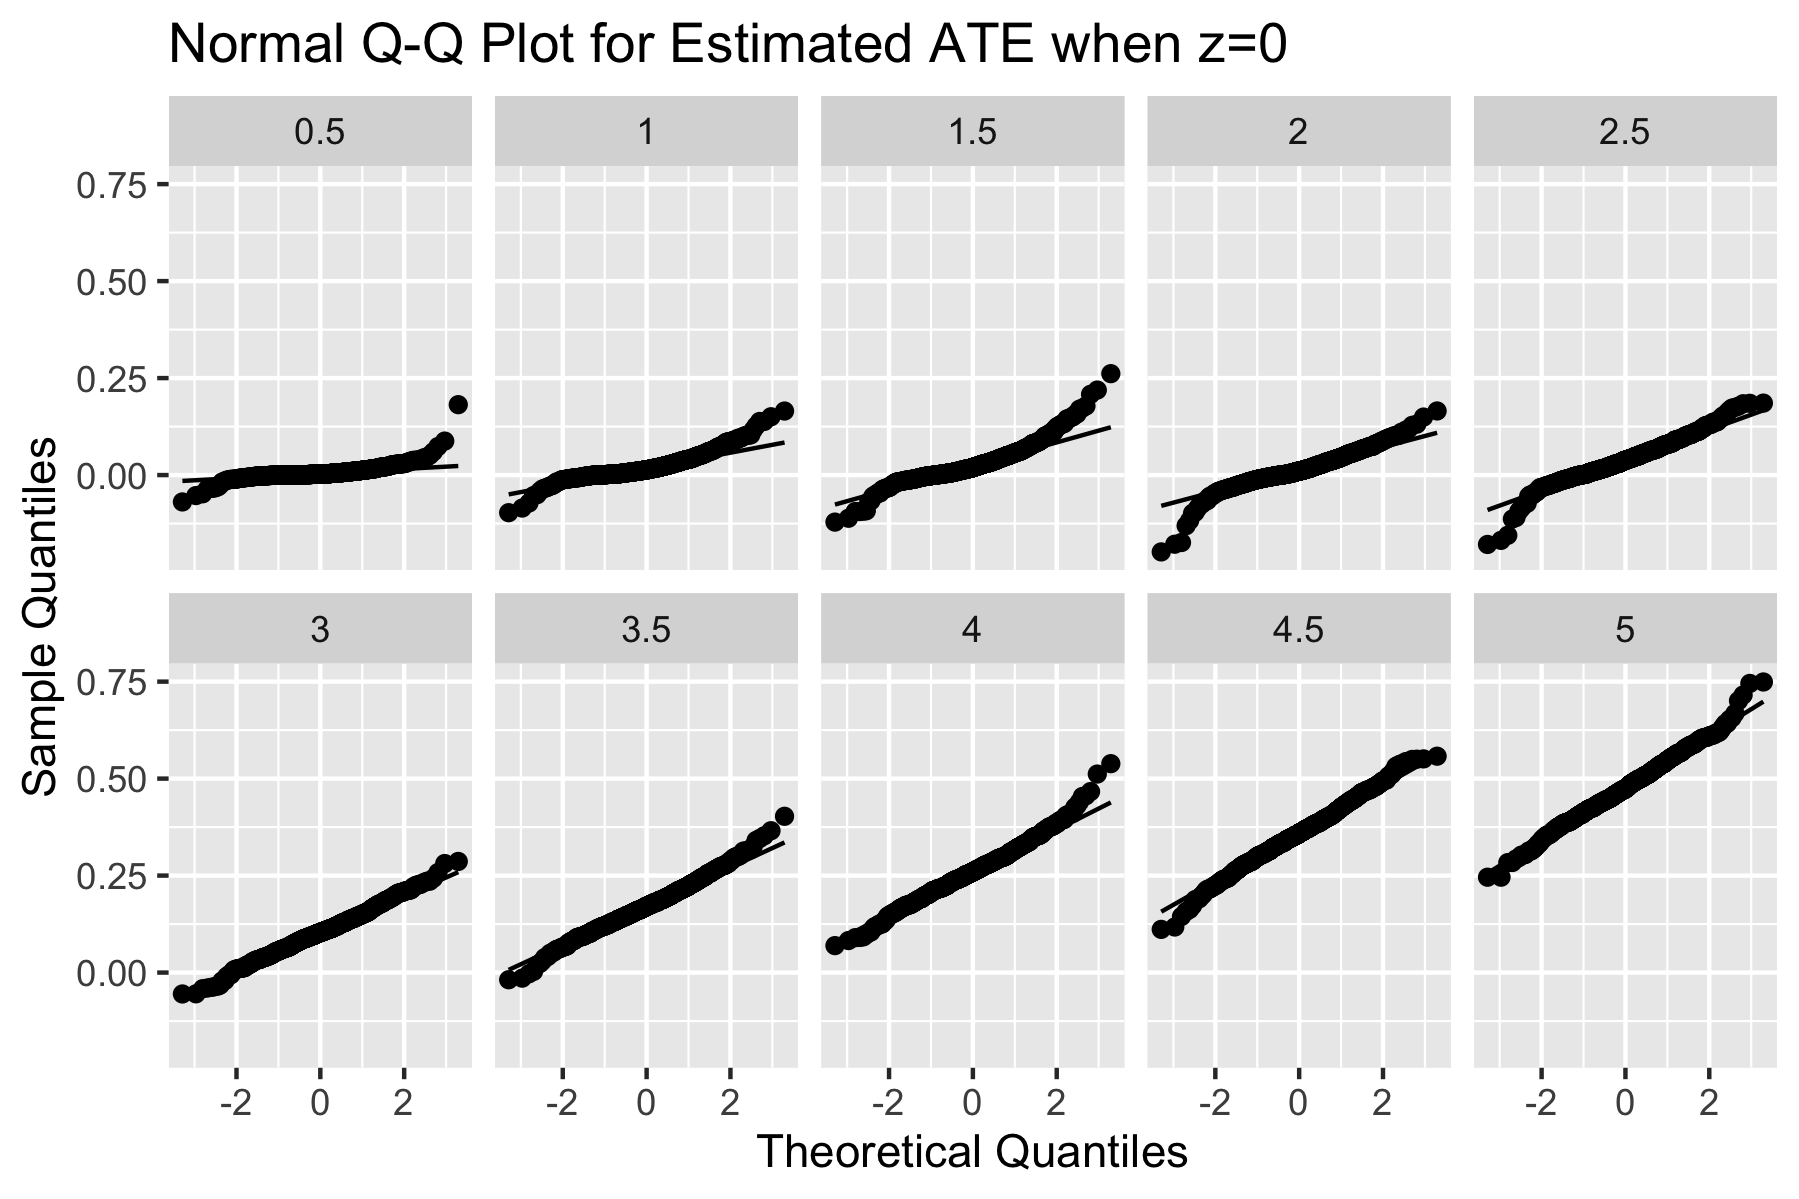 Normal Q-Q Plot for Estimated ATE when z=0
0.5 1 1.5 2 2.5
0.75
0.50
0.25
0.00
Sample Quantiles
3 3.5 4 4.5 5
0.75
0.50
0.25
0.00
-2 0 2 -2 0 2 -2 0 2 -2 0 2 -2 0 2
Theoretical Quantiles